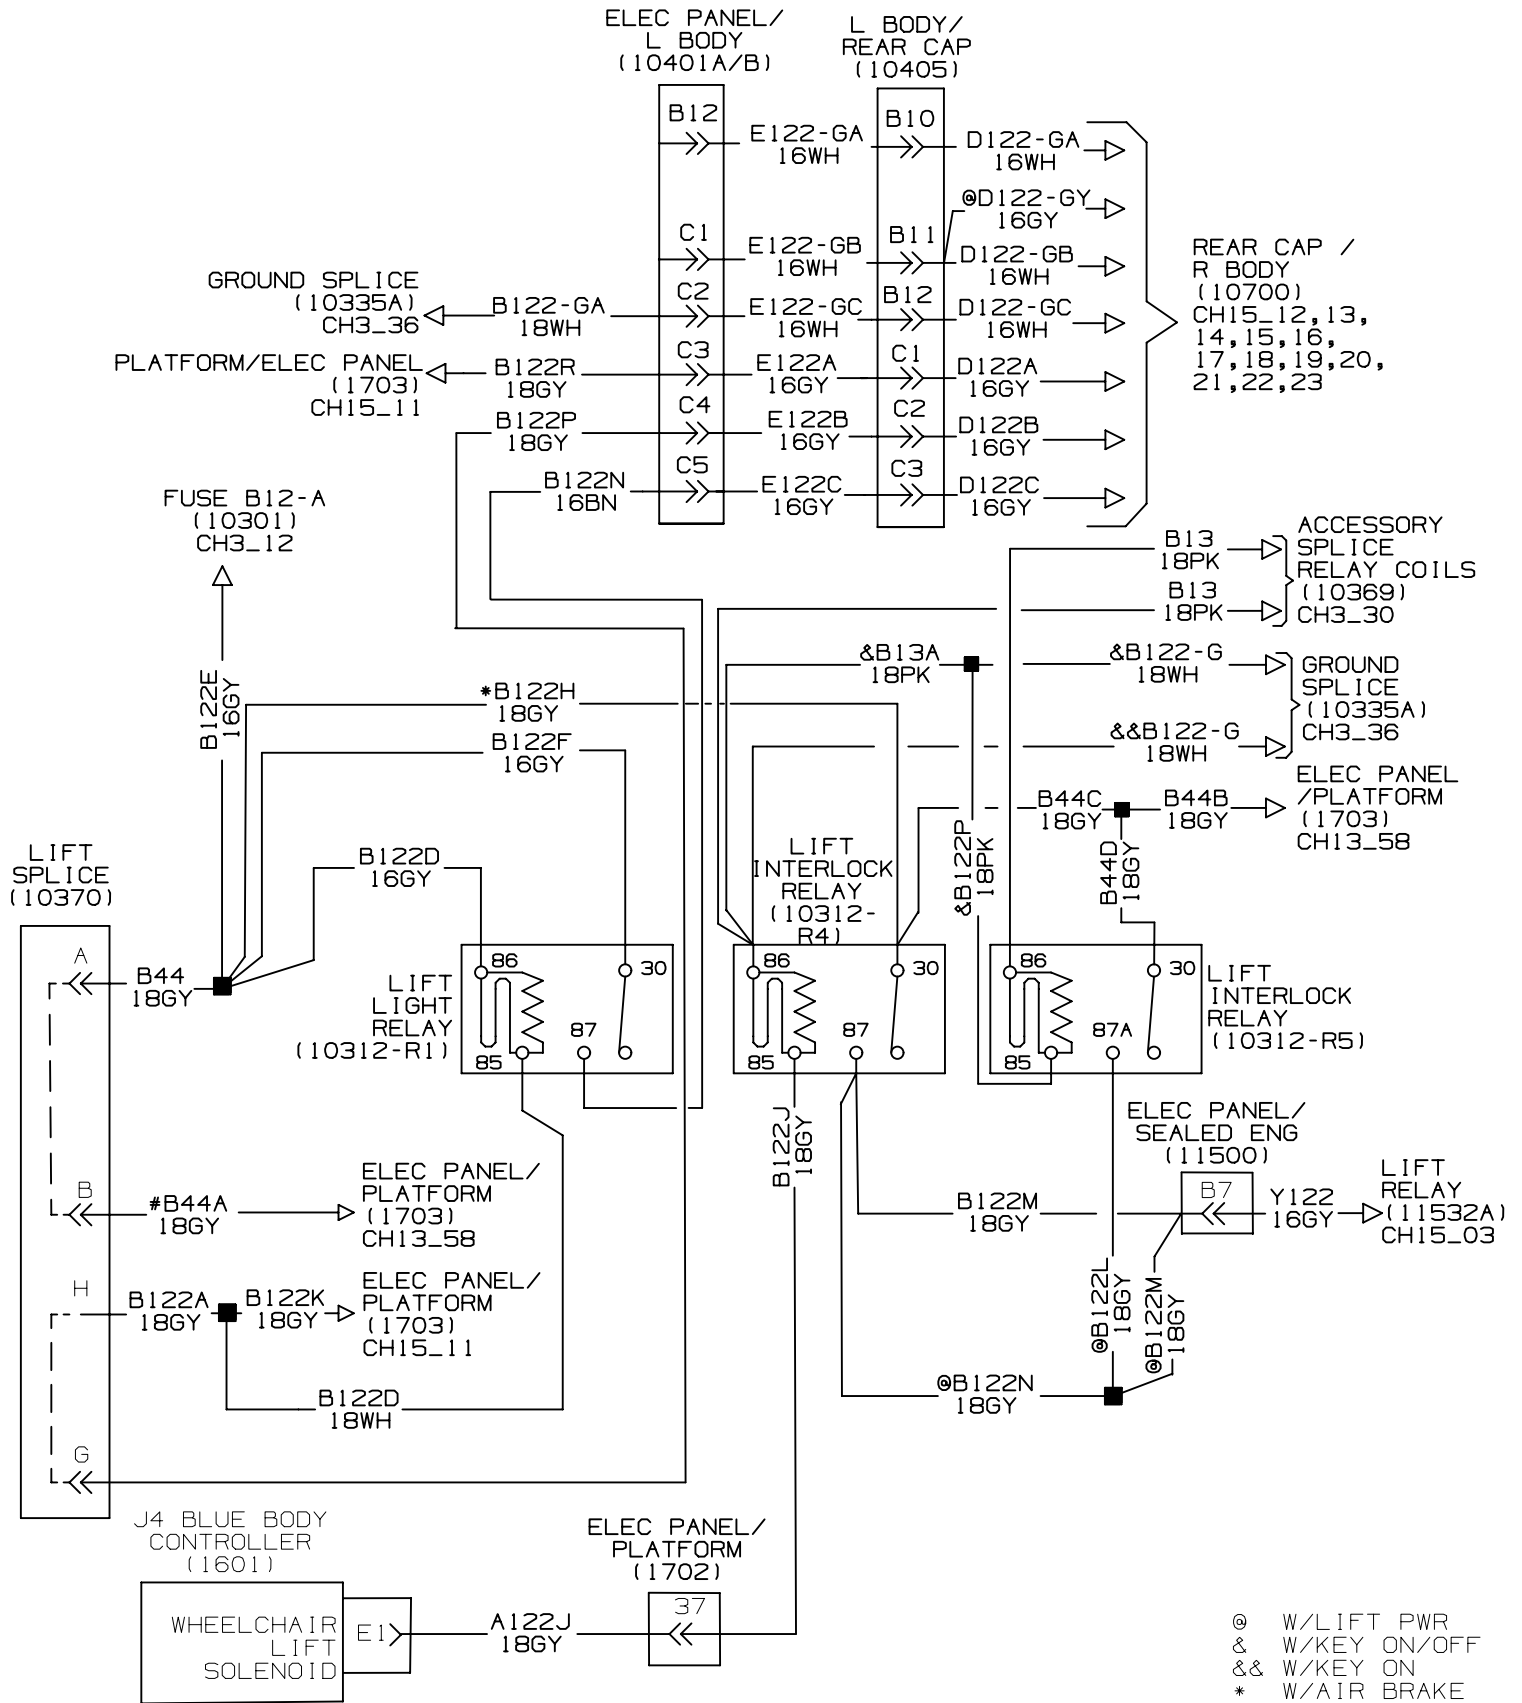 ELEC PANEL/
L BODY
(10401A/B)
L BODY/
REAR CAP
(10405)
B12
E122-GA
16WH
B10
D122-GA
16WH
@D122-GY
16GY
C1
E122-GB
16WH
B11
D122-GB
16WH
GROUND SPLICE
(10335A)
CH3_36
B122-GA
18WH
C2
E122-GC
16WH
B12
D122-GC
16WH
REAR CAP /
R BODY
(10700)
CH15_12,13,
14,15,16,
17,18,19,20,
21,22,23
PLATFORM/ELEC PANEL
(1703)
CH15_11
B122R
18GY
C3
E122A
16GY
C1
D122A
16GY
B122P
18GY
C4
E122B
16GY
C2
D122B
16GY
B122N
16BN
C5
E122C
16GY
C3
D122C
16GY
FUSE B12-A
(10301)
CH3_12
B13
18PK
B13
18PK
ACCESSORY
SPLICE
RELAY COILS
(10369)
CH3_30
&B13A
18PK
&B122-G
18WH
&&B122-G
18WH
GROUND
SPLICE
(10335A)
CH3_36
B122E
16GY
*B122H
18GY
B122F
16GY
B44C
18GY
B44B
18GY
ELEC PANEL
/PLATFORM
(1703)
CH13_58
&B122P
18PK
B44D
18GY
LIFT
SPLICE
(10370)
B122D
16GY
LIFT
INTERLOCK
RELAY
(10312-
R4)
A
B44
18GY
LIFT
LIGHT
RELAY
(10312-R1)
86
30
87
85
86
30
87
85
86
30
87A
85
LIFT
INTERLOCK
RELAY
(10312-R5)
B122J
18GY
ELEC PANEL/
SEALED ENG
(11500)
B
#B44A
18GY
ELEC PANEL/
PLATFORM
(1703)
CH13_58
B122M
18GY
B7
Y122
16GY
LIFT
RELAY
(11532A)
CH15_03
H
B122A
18GY
B122K
18GY
ELEC PANEL/
PLATFORM
(1703)
CH15_11
@B122L
18GY
@B122M
18GY
B122D
18WH
@B122N
18GY
G
J4 BLUE BODY
CONTROLLER
(1601)
ELEC PANEL/
PLATFORM
(1702)
WHEELCHAIR
LIFT
SOLENOID
E1
A122J
18GY
37
@ W/LIFT PWR
& W/KEY ON/OFF
&& W/KEY ON
* W/AIR BRAKE